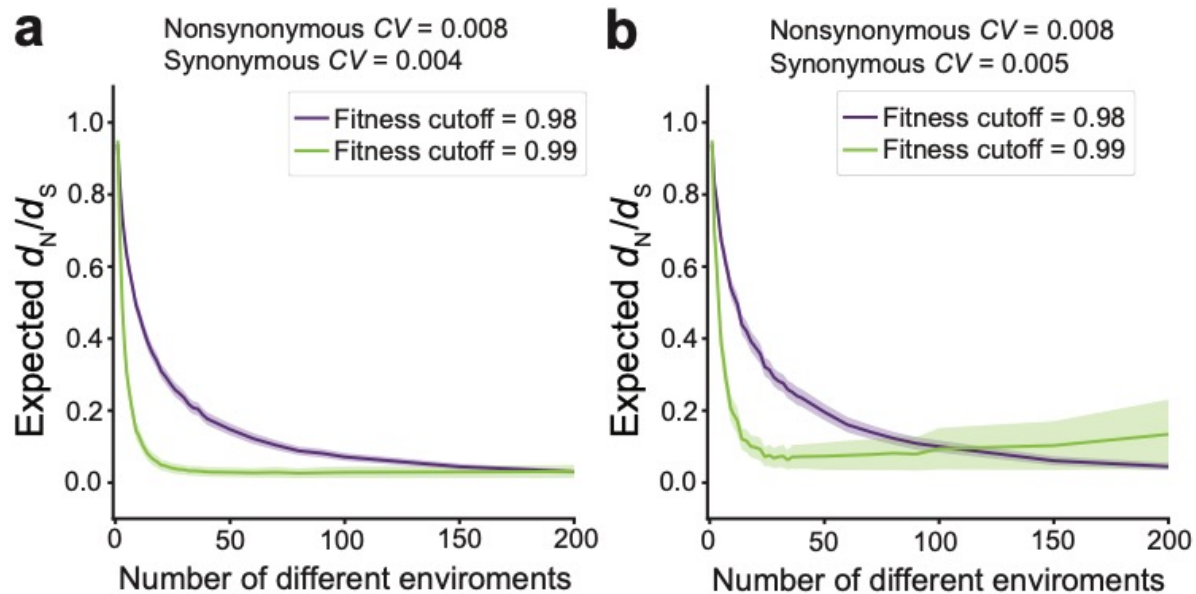 a
Nonsynonymous CV = 0.008
Synonymous CV = 0.004
Fitness cutoff = 0.98
Fitness cutoff = 0.99
Expected dN/dS
1.0
0.8
0.6
0.4
0.2
0.0
0
50
100
150
200
Number of different enviroments
b
Nonsynonymous CV = 0.008
Synonymous CV = 0.005
Fitness cutoff = 0.98
Fitness cutoff = 0.99
Expected dN/dS
1.0
0.8
0.6
0.4
0.2
0.0
0
50
100
150
200
Number of different enviroments